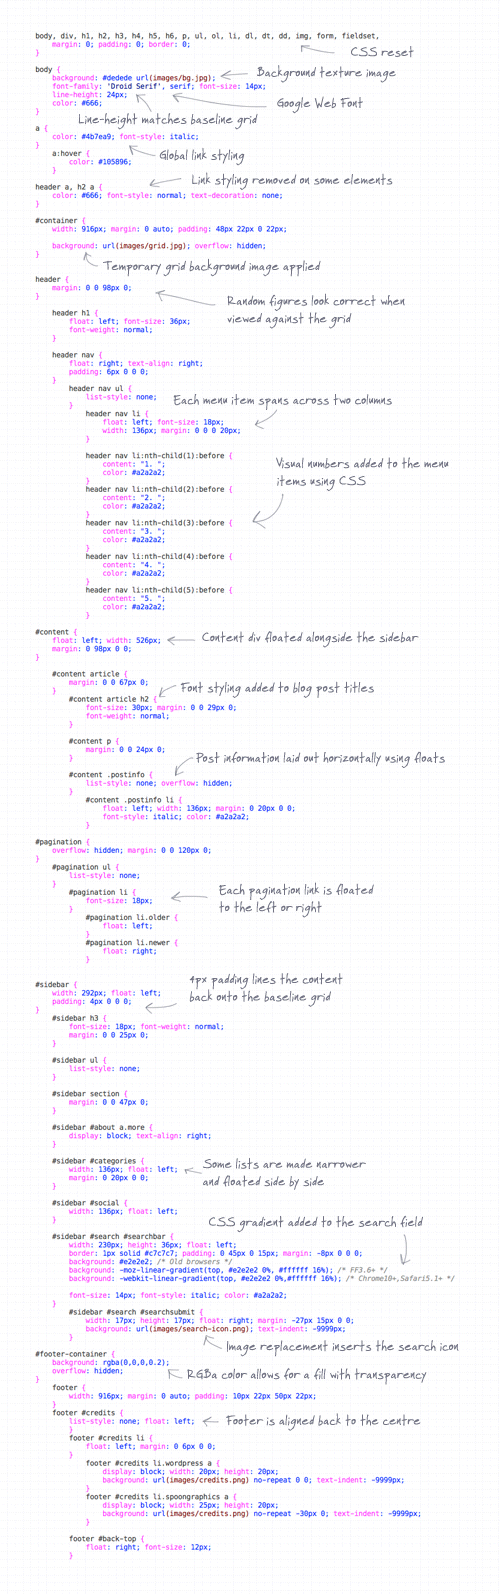 body, div, h1, h2, h3, h4, h5, h6, p, ul, ol, li, dl, dt, dd, img, form, fieldset,
margin: 0; padding: 0; border: 0;
}
CSS reset
body {
background: #dedede url(images/bg.jpg);
Background texture image
font-family: 'Droid Serif', serif; font-size: 14px;
line-height: 24px;
Google Web Font
color: #666;
}
Line-height matches baseline grid
a {
color: #4b7ea9; font-style: italic;
}
a:hover {
Global link styling
color: #105896;
}
Link styling removed on some elements
header a, h2 a {
color: #666; font-style: normal; text-decoration: none;
}
#container {
width: 916px; margin: 0 auto; padding: 48px 22px 0 22px;
background: url(images/grid.jpg); overflow: hidden;
}
Temporary grid background image applied
header {
margin: 0 0 98px 0;
}
Random figures look correct when
viewed against the grid
header h1 {
float: left; font-size: 36px;
font-weight: normal;
}
header nav {
float: right; text-align: right;
padding: 6px 0 0 0;
}
header nav ul {
list-style: none;
}
Each menu item spans across two columns
header nav li {
float: left; font-size: 18px;
width: 136px; margin: 0 0 0 20px;
}
header nav li:nth-child(1):before {
content: "1. ";
color: #a2a2a2;
}
Visual numbers added to the menu
items using CSS
header nav li:nth-child(2):before {
content: "2. ";
color: #a2a2a2;
}
header nav li:nth-child(3):before {
content: "3. ";
color: #a2a2a2;
}
header nav li:nth-child(4):before {
content: "4. ";
color: #a2a2a2;
}
header nav li:nth-child(5):before {
content: "5. ";
color: #a2a2a2;
}
#content {
float: left; width: 526px;
Content div floated alongside the sidebar
margin: 0 98px 0 0;
}
#content article {
margin: 0 0 67px 0;
}
Font styling added to blog post titles
#content article h2 {
font-size: 30px; margin: 0 0 29px 0;
font-weight: normal;
}
#content p {
margin: 0 0 24px 0;
}
Post information laid out horizontally using floats
#content .postinfo {
list-style: none; overflow: hidden;
}
#content .postinfo li {
float: left; width: 136px; margin: 0 20px 0 0;
font-style: italic; color: #a2a2a2;
}
#pagination {
overflow: hidden; margin: 0 0 120px 0;
}
#pagination ul {
list-style: none;
}
#pagination li {
font-size: 18px;
}
Each pagination link is floated
to the left or right
#pagination li.older {
float: left;
}
#pagination li.newer {
float: right;
}
#sidebar {
width: 292px; float: left;
padding: 4px 0 0 0;
}
4px padding lines the content
back onto the baseline grid
#sidebar h3 {
font-size: 18px; font-weight: normal;
margin: 0 0 25px 0;
}
#sidebar ul {
list-style: none;
}
#sidebar section {
margin: 0 0 47px 0;
}
#sidebar #about a.more {
display: block; text-align: right;
}
#sidebar #categories {
width: 136px; float: left;
margin: 0 20px 0 0;
}
Some lists are made narrower
and floated side by side
#sidebar #social {
width: 136px; float: left;
}
CSS gradient added to the search field
#sidebar #search #searchbar {
width: 230px; height: 36px; float: left;
border: 1px solid #c7c7c7; padding: 0 45px 0 15px; margin: -8px 0 0 0;
background: #e2e2e2; /* Old browsers */
background: -moz-linear-gradient(top, #e2e2e2 0%, #ffffff 16%); /* FF3.6+ */
background: -webkit-linear-gradient(top, #e2e2e2 0%,#ffffff 16%); /* Chrome10+,Safari5.1+ */
font-size: 14px; font-style: italic; color: #a2a2a2;
}
#sidebar #search #searchsubmit {
width: 17px; height: 17px; float: right; margin: -27px 15px 0 0;
background: url(images/search-icon.png); text-indent: -9999px;
}
Image replacement inserts the search icon
#footer-container {
background: rgba(0,0,0,0.2);
overflow: hidden;
}
RGBa color allows for a fill with transparency
footer {
width: 916px; margin: 0 auto; padding: 10px 22px 50px 22px;
}
footer #credits {
list-style: none; float: left;
}
Footer is aligned back to the centre
footer #credits li {
float: left; margin: 0 6px 0 0;
}
footer #credits li.wordpress a {
display: block; width: 20px; height: 20px;
background: url(images/credits.png) no-repeat 0 0; text-indent: -9999px;
}
footer #credits li.spoongraphics a {
display: block; width: 25px; height: 20px;
background: url(images/credits.png) no-repeat -30px 0; text-indent: -9999px;
}
footer #back-top {
float: right; font-size: 12px;
}